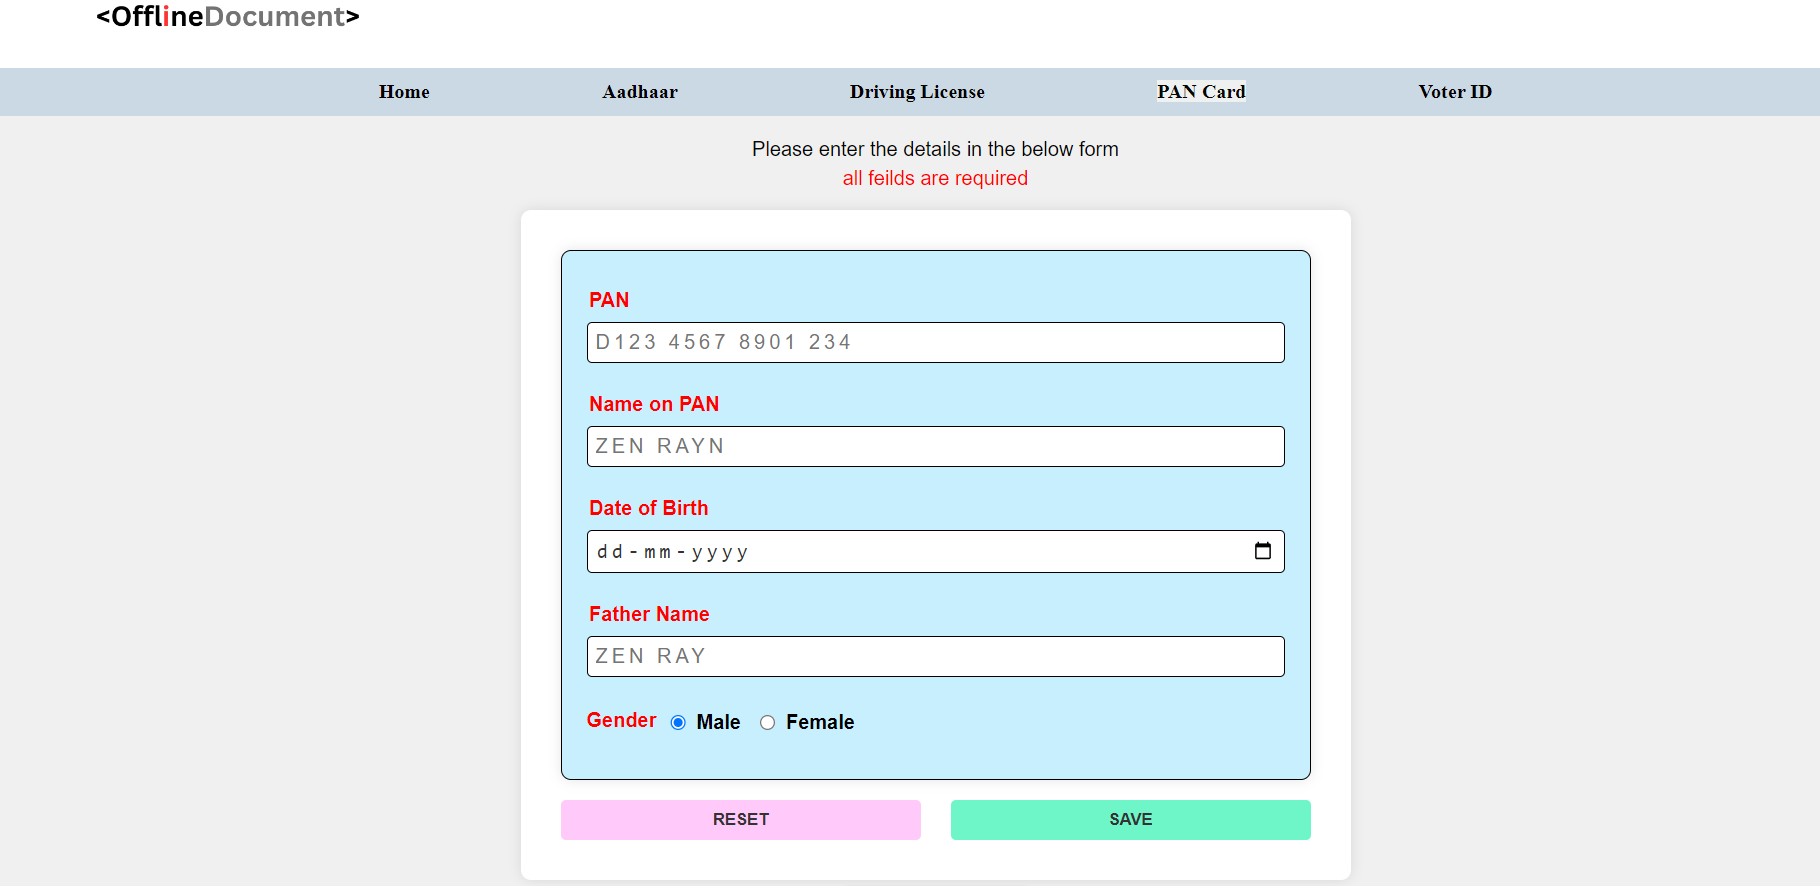 <OfflineDocument>
Home Aadhaar Driving License PAN Card Voter ID
Please enter the details in the below form
all feilds are required
PAN
D123 4567 8901 234
Name on PAN
ZEN RAYN
Date of Birth
dd-mm-yyyy
Father Name
ZEN RAY
Gender Male Female
RESET SAVE